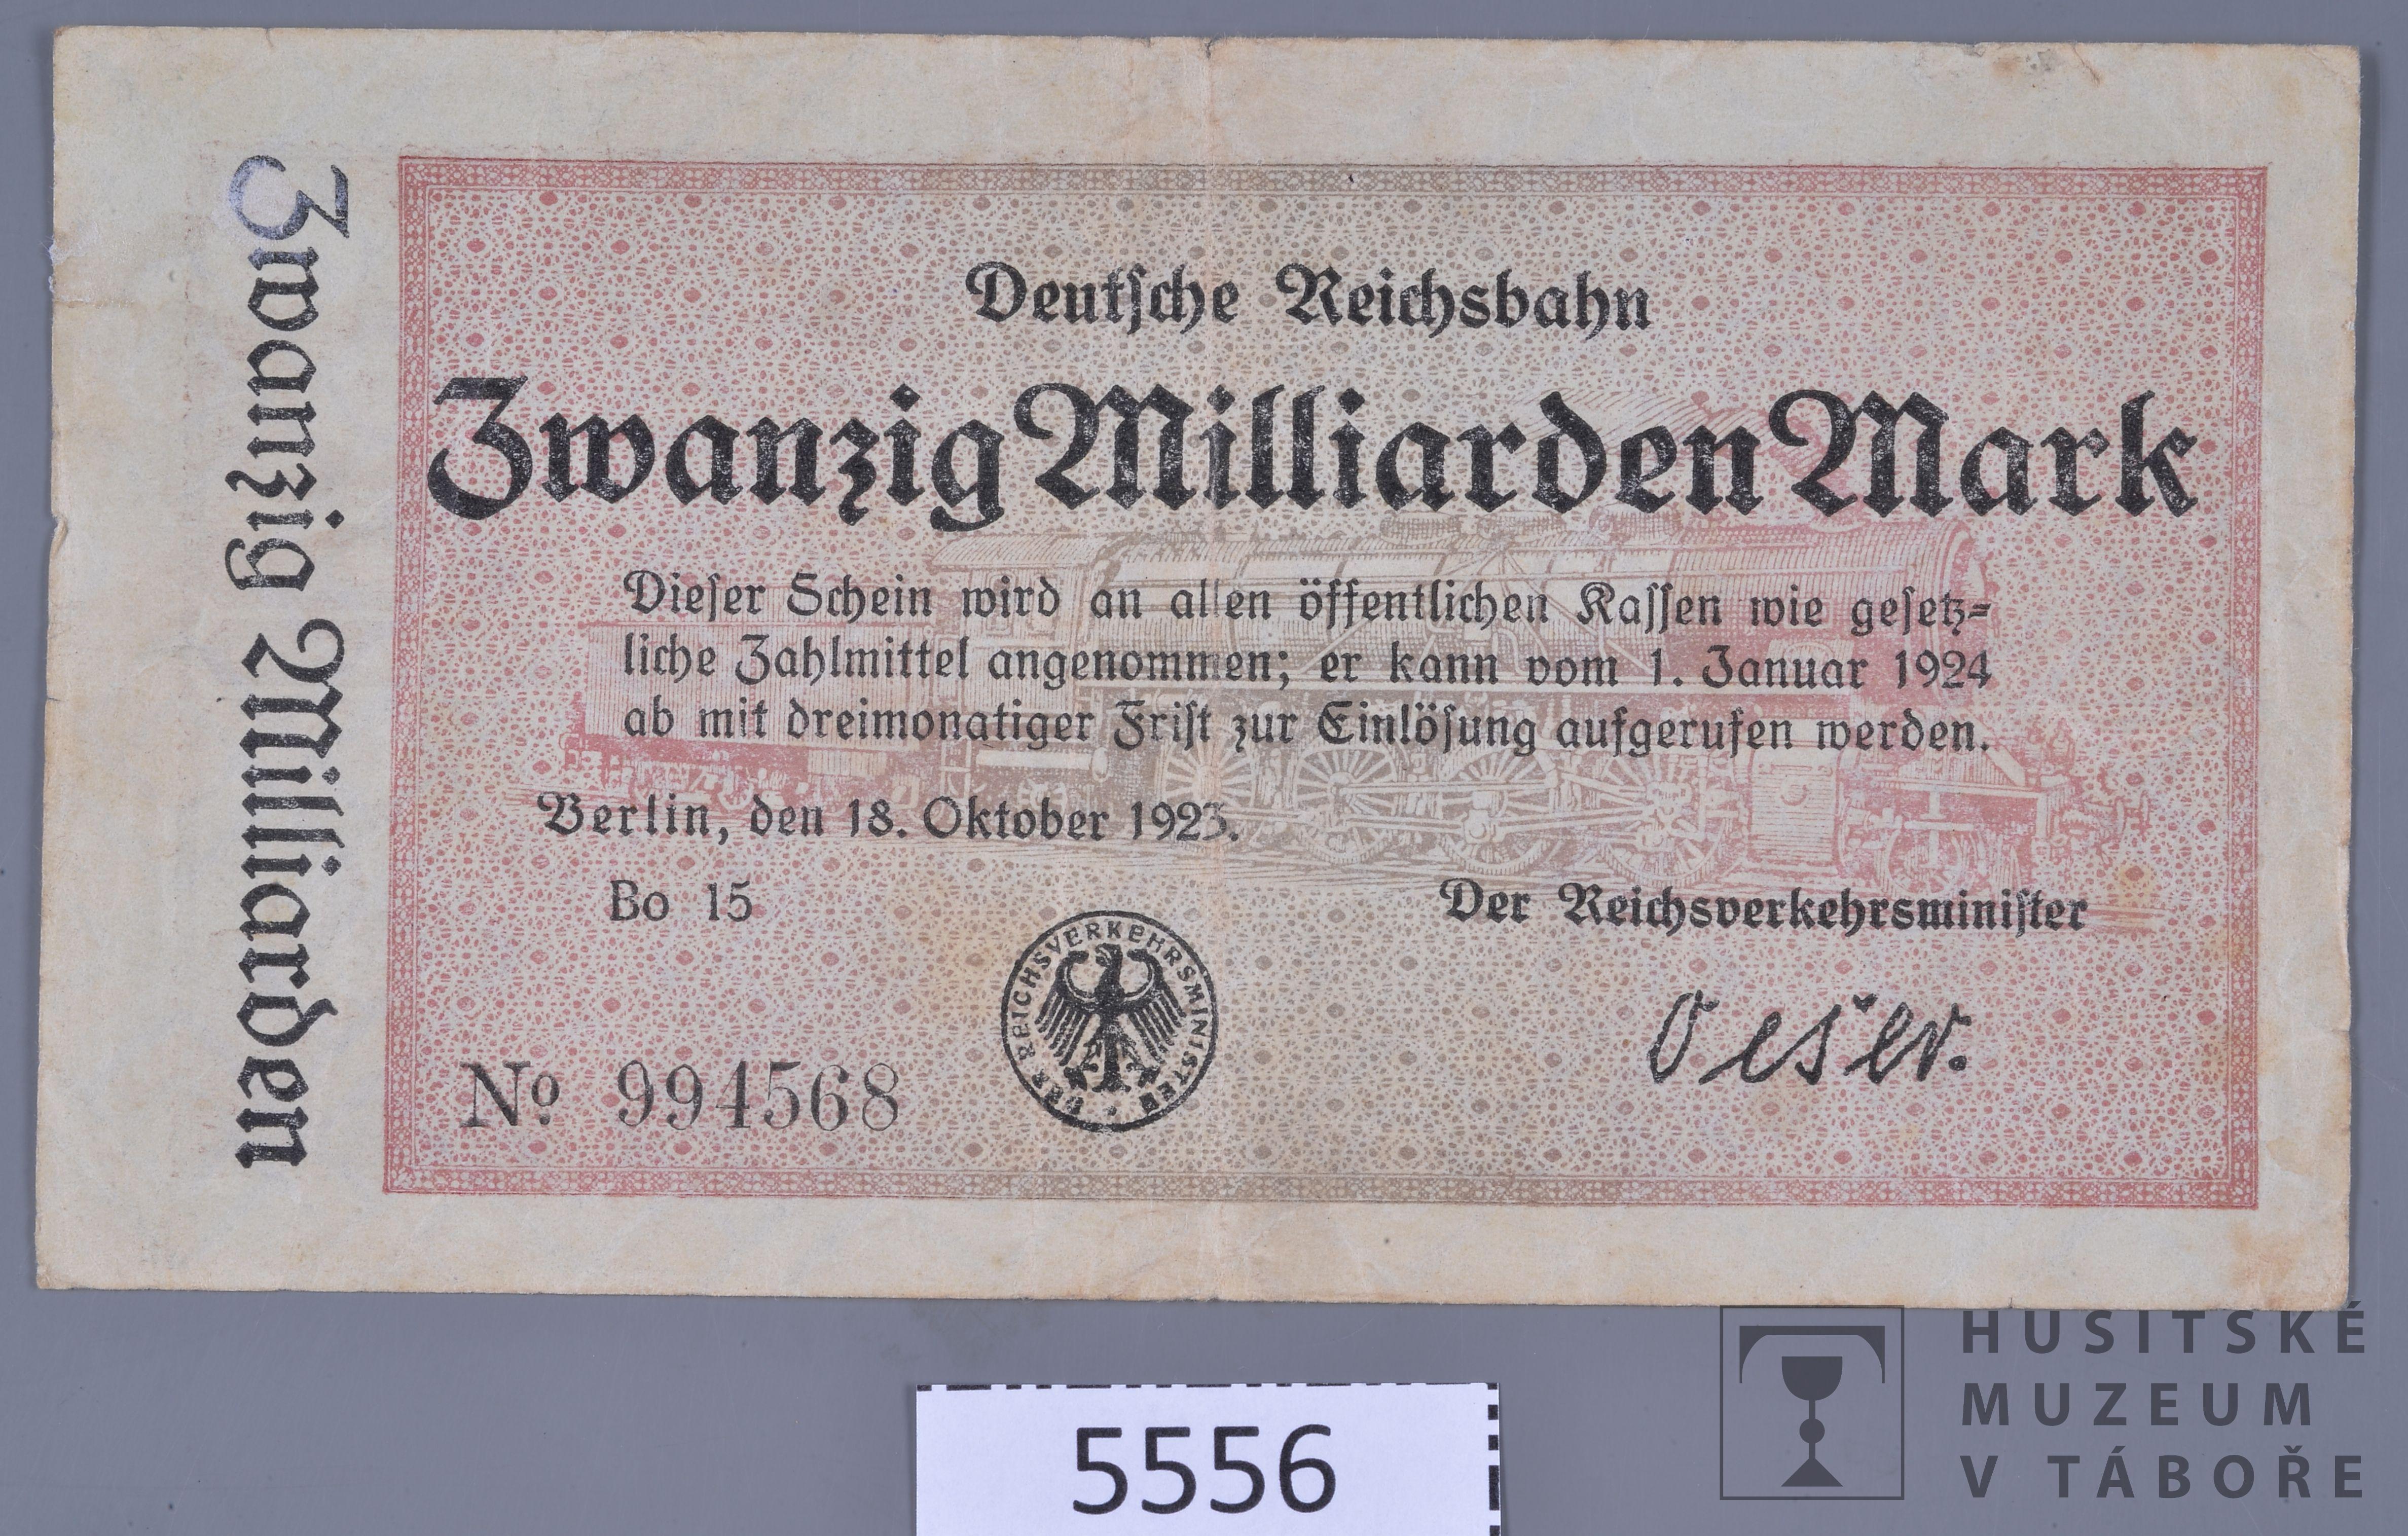 Zwanzig Milliarden
Deutsche Reichsbahn
Zwanzig Milliarden Mark
Dieser Schein wird an allen öffentlichen Kassen wie gesetz=
liche Zahlmittel angenommen; er kann vom 1. Januar 1924
ab mit dreimonatiger Frist zur Einlösung aufgerufen werden.
Berlin, den 18. Oktober 1923.
Bo 15
Der Reichsverkehrsminister
DER REICHSVERKEHRSMINISTER
Oeser.
No 994568
5556
HUSITSKÉ
MUZEUM
V TÁBOŘE